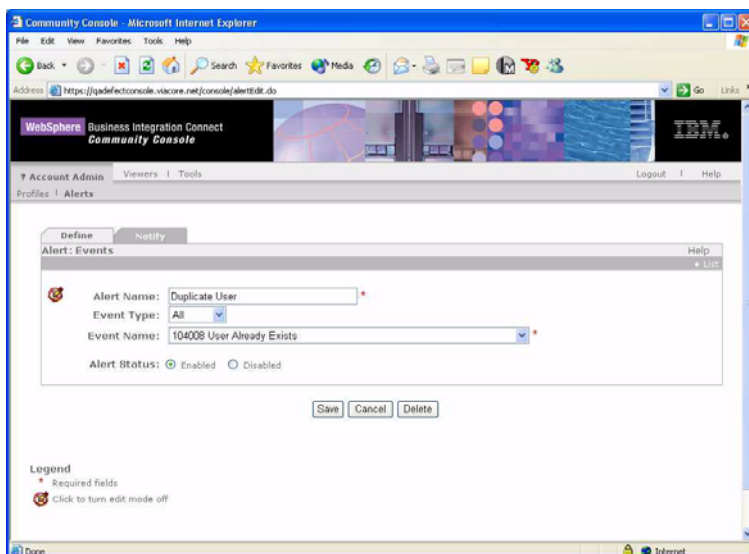 Community Console - Microsoft Internet Explorer
File Edit View Favorites Tools Help
Back Search Favorites Media
Address https://qadefectconsole.viacore.net/console/alertEdit.do Go Links
WebSphere Business Integration Connect
Community Console
IBM
? Account Admin Viewers | Tools Logout | Help
Profiles | Alerts
Define Notify
Alert: Events Help
List
Alert Name: Duplicate User *
Event Type: All
Event Name: 104008 User Already Exists *
Alert Status: Enabled Disabled
Save Cancel Delete
Legend
* Required fields
Click to turn edit mode off
Done Internet